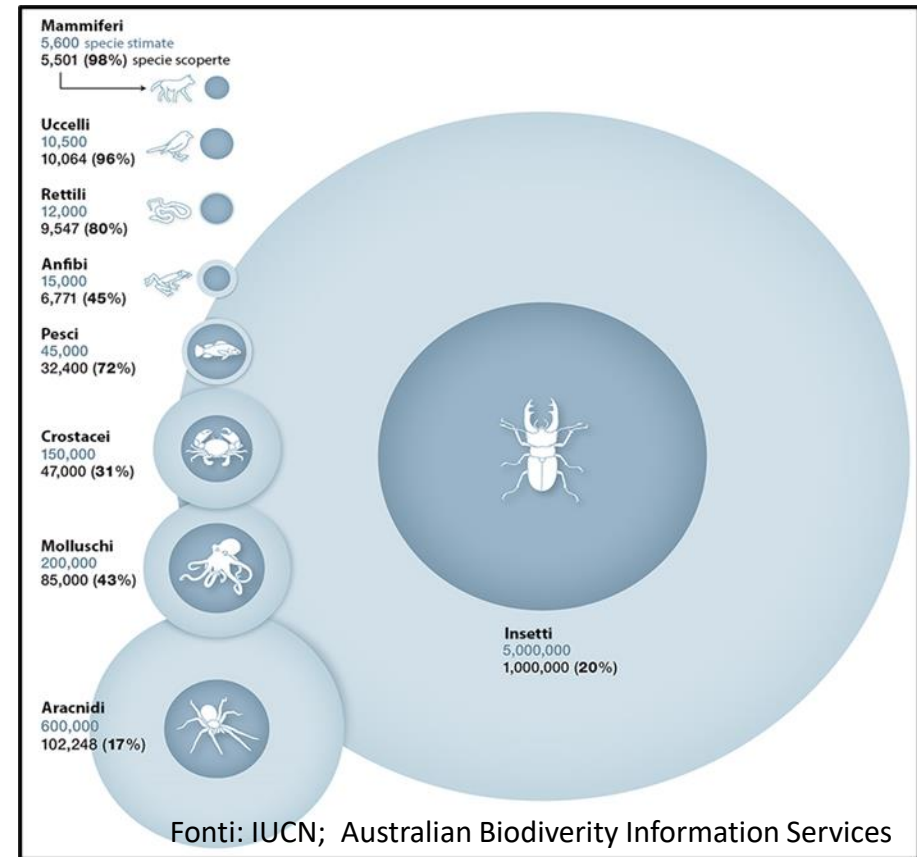 Mammiferi
5,600 specie stimate
5,501 (98%) specie scoperte
Uccelli
10,500
10,064 (96%)
Rettili
12,000
9,547 (80%)
Anfibi
15,000
6,771 (45%)
Pesci
45,000
32,400 (72%)
Crostacei
150,000
47,000 (31%)
Molluschi
200,000
85,000 (43%)
Aracnidi
600,000
102,248 (17%)
Insetti
5,000,000
1,000,000 (20%)
Fonti: IUCN; Australian Biodiverity Information Services